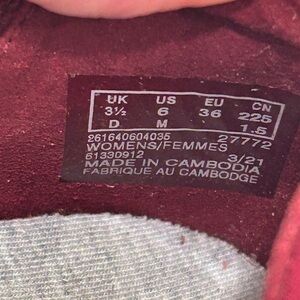 UK US EU CN
3½ 6 36 225
D M 1.5
261640604035 27772
WOMENS/FEMMES
61330912 3/21
MADE IN CAMBODIA
FABRIQUE AU CAMBODGE